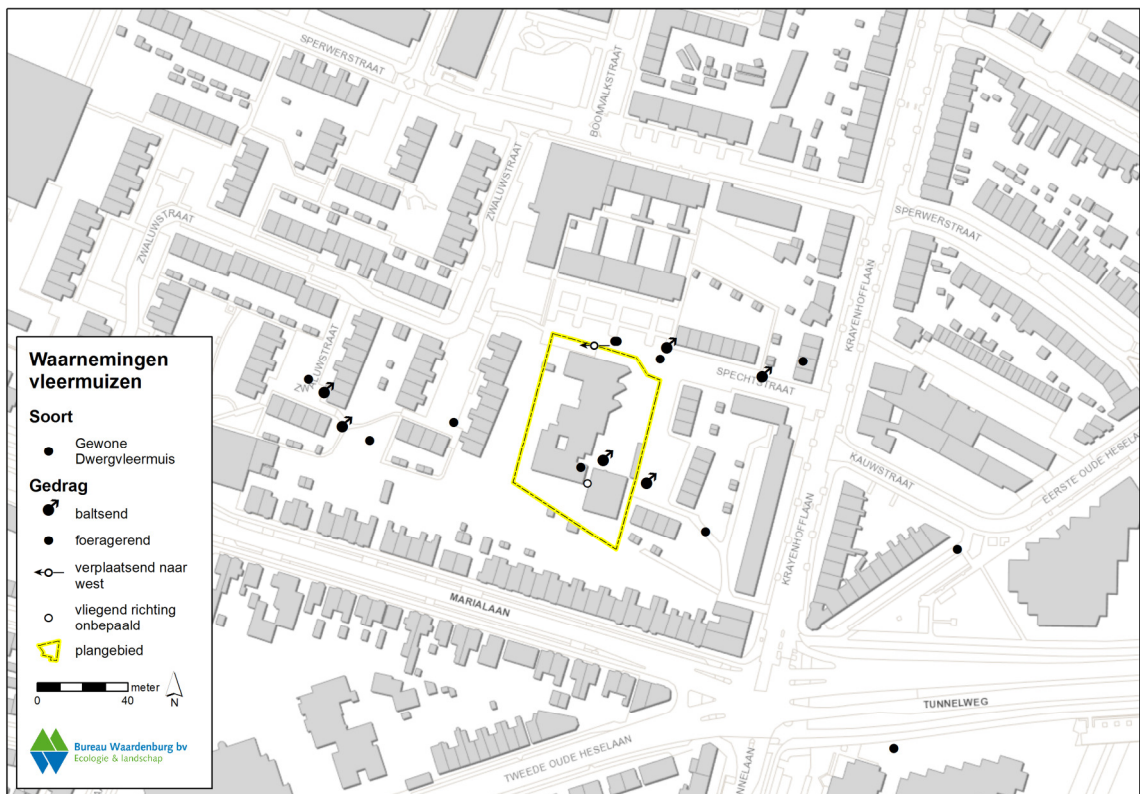 SPERWERSTRAAT
BOOMVALKSTRAAT
KRAYENHOFFLAAN
ZWALUWSTRAAT
ZWALUWSTRAAT
SPERWERSTRAAT
ZWALUWSTRAAT
SPECHTSTRAAT
KAUWSTRAAT
EERSTE OUDE HESELA
KRAYENHOFFLAAN
MARIALAAN
TUNNELWEG
TWEEDE OUDE HESELAAN
NNELAAN
Waarnemingen
vleermuizen
Soort
Gewone
Dwergvleermuis
Gedrag
baltsend
foeragerend
verplaatsend naar
west
vliegend richting
onbepaald
plangebied
meter
0 40 N
Bureau Waardenburg bv
Ecologie & landschap